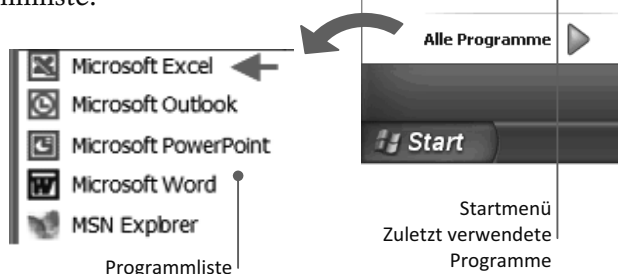 Alle Programme
Microsoft Excel
Microsoft Outlook
Microsoft PowerPoint
Microsoft Word
MSN Explorer
Programmliste
Start
Startmenü
Zuletzt verwendete
Programme